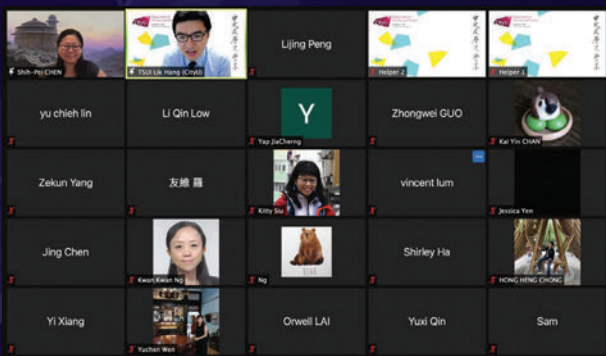 Shih-Pei CHEN
TSUI Lik Hang (CityU)
Lijing Peng
Helper 2
Helper 1
yu chieh lin
Li Qin Low
Y
Yap JiaCherng
Zhongwei GUO
Kai Yin CHAN
Zekun Yang
友維 羅
Kitty Siu
vincent lum
Jessica Yen
Jing Chen
Kwan Kwan Ng
Ng
Shirley Ha
HONG HENG CHONG
Yi Xiang
Yuchen Wen
Orwell LAI
Yuxi Qin
Sam